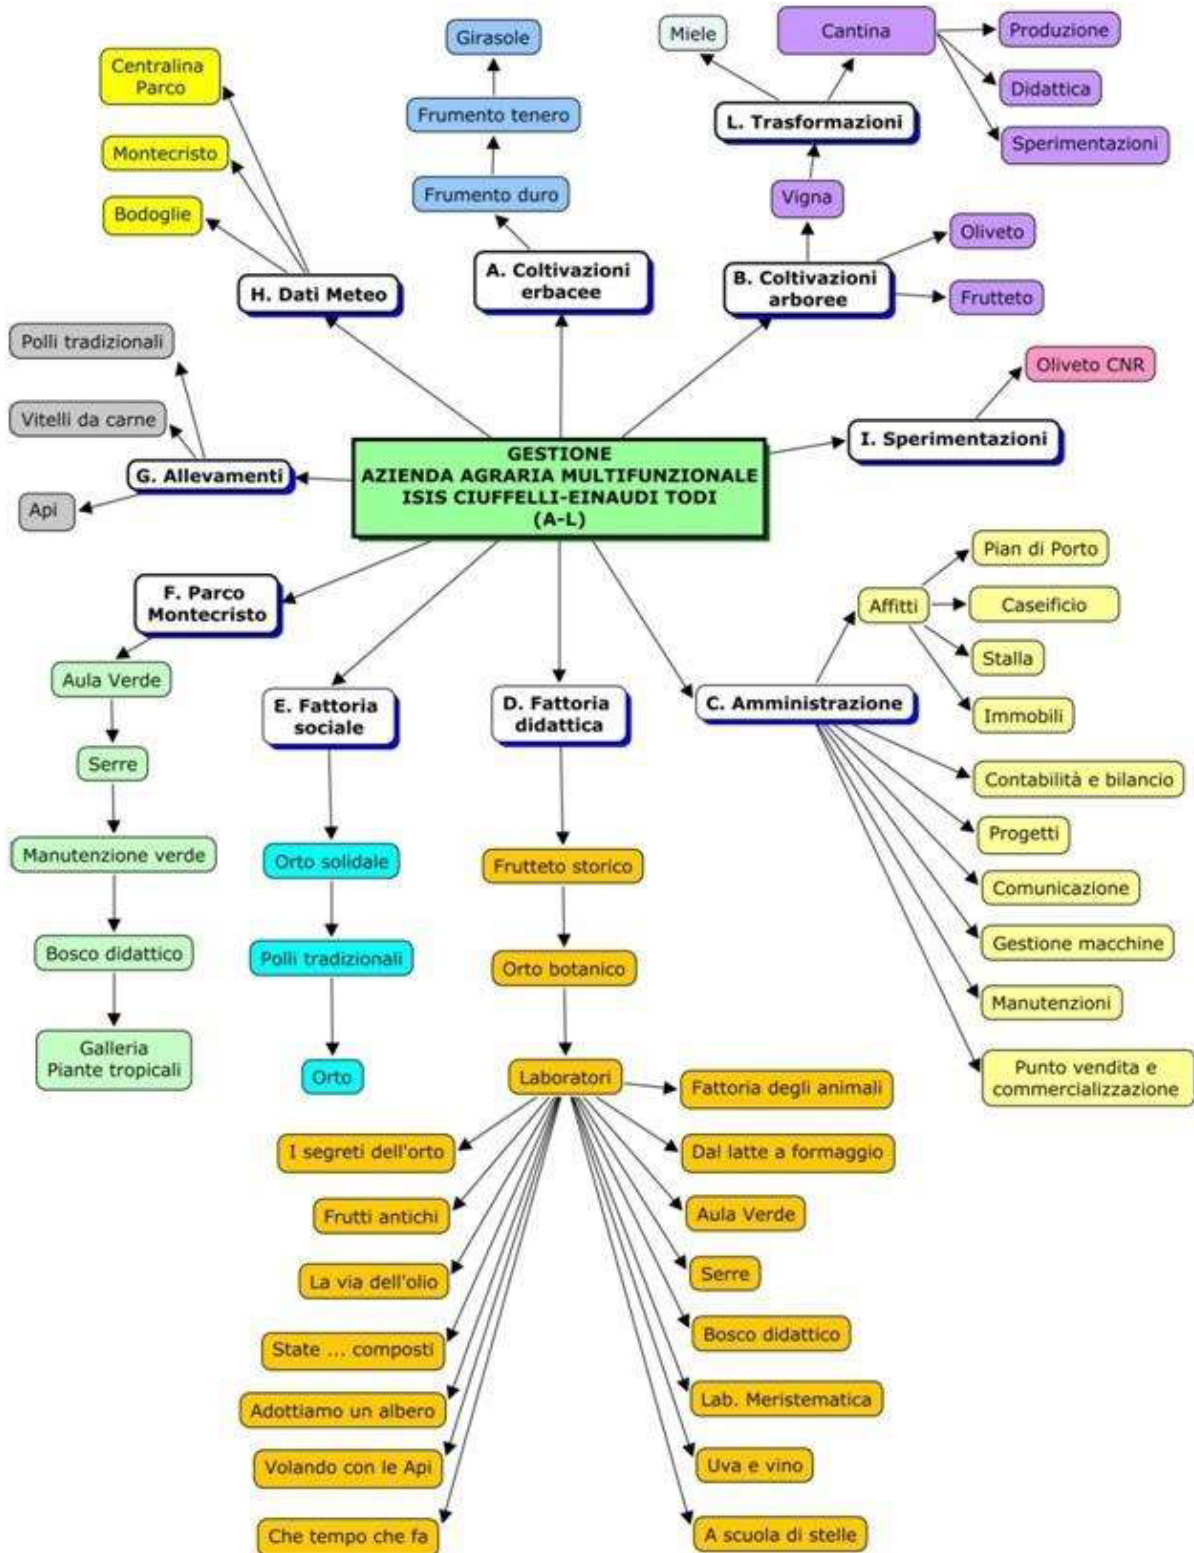 Girasole
Miele
Cantina
Produzione
Centralina
Parco
Didattica
Frumento tenero
L. Trasformazioni
Sperimentazioni
Montecristo
Frumento duro
Vigna
Bodoglie
Oliveto
A. Coltivazioni
erbacee
B. Coltivazioni
arboree
H. Dati Meteo
Frutteto
Polli tradizionali
Oliveto CNR
Vitelli da carne
I. Sperimentazioni
GESTIONE
AZIENDA AGRARIA MULTIFUNZIONALE
ISIS CIUFFELLI-EINAUDI TODI
(A-L)
G. Allevamenti
Api
Pian di Porto
F. Parco
Montecristo
Affitti
Caseificio
Stalla
Aula Verde
E. Fattoria
sociale
D. Fattoria
didattica
C. Amministrazione
Immobili
Serre
Contabilità e bilancio
Progetti
Manutenzione verde
Orto solidale
Frutteto storico
Comunicazione
Gestione macchine
Bosco didattico
Polli tradizionali
Orto botanico
Manutenzioni
Galleria
Piante tropicali
Orto
Laboratori
Punto vendita e
commercializzazione
Fattoria degli animali
I segreti dell'orto
Dal latte a formaggio
Frutti antichi
Aula Verde
La via dell'olio
Serre
State ... composti
Bosco didattico
Adottiamo un albero
Lab. Meristematica
Volando con le Api
Uva e vino
Che tempo che fa
A scuola di stelle